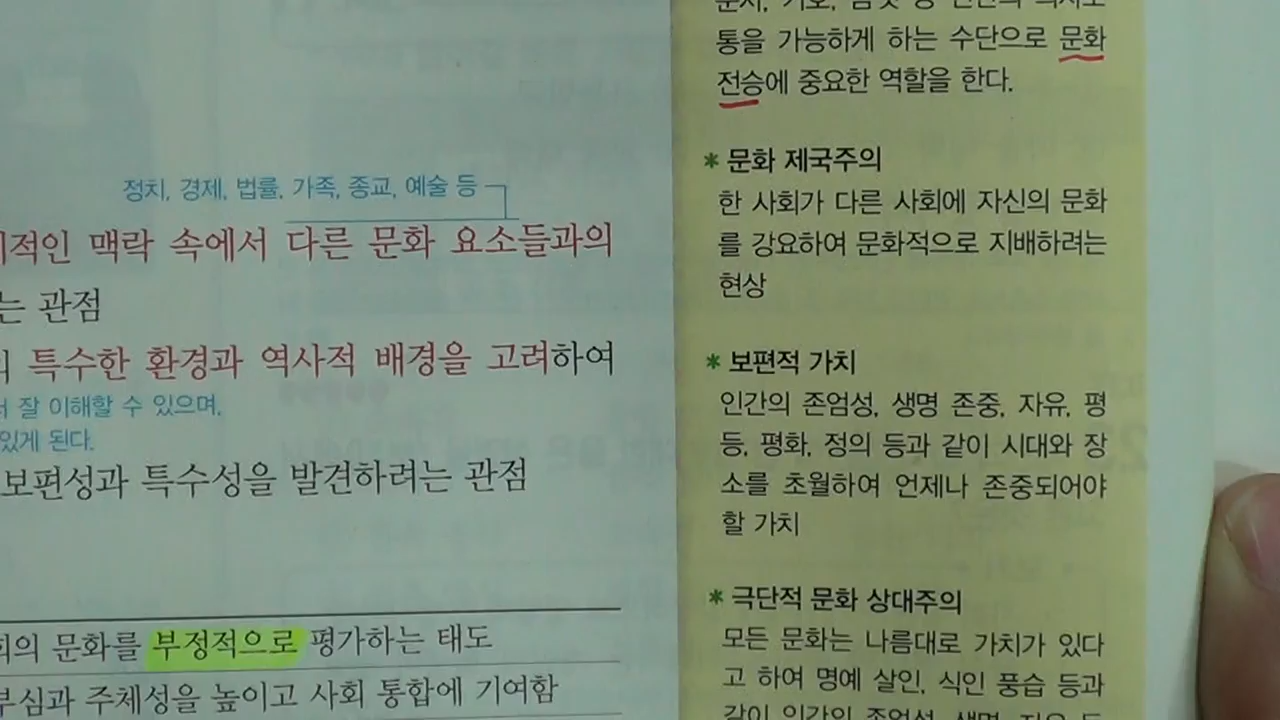 정치, 경제, 법률, 가족, 종교, 예술 등
맥락 속에서 다른 문화 요소들과의
는 관점
특수한 환경과 역사적 배경을 고려하여
잘 이해할 수 있으며,
있게 된다.
보편성과 특수성을 발견하려는 관점
문화를 부정적으로 평가하는 태도
주체성을 높이고 사회 통합에 기여함
통을 가능하게 하는 수단으로 문화
전승에 중요한 역할을 한다.
* 문화 제국주의
한 사회가 다른 사회에 자신의 문화
를 강요하여 문화적으로 지배하려는
현상
* 보편적 가치
인간의 존엄성, 생명 존중, 자유, 평
등, 평화, 정의 등과 같이 시대와 장
소를 초월하여 언제나 존중되어야
할 가치
* 극단적 문화 상대주의
모든 문화는 나름대로 가치가 있다
고 하여 명예 살인, 식인 풍습 등과
같이 인간의 존엄성, 생명, 자유 등